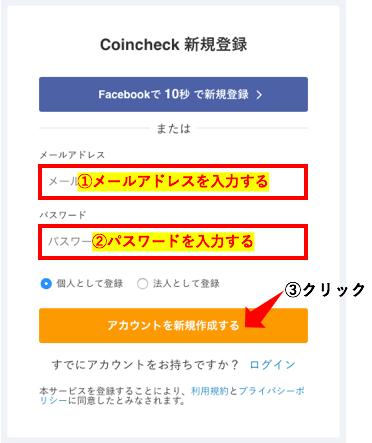 Coincheck 新規登録
Facebookで 10秒 で新規登録
または
メールアドレス
メール①メールアドレスを入力する
パスワード
パスワー②パスワードを入力する
個人として登録 法人として登録
③クリック
アカウントを新規作成する
すでにアカウントをお持ちですか？ ログイン
本サービスを登録することにより、利用規約とプライバシーポ
リシーに同意したとみなされます。